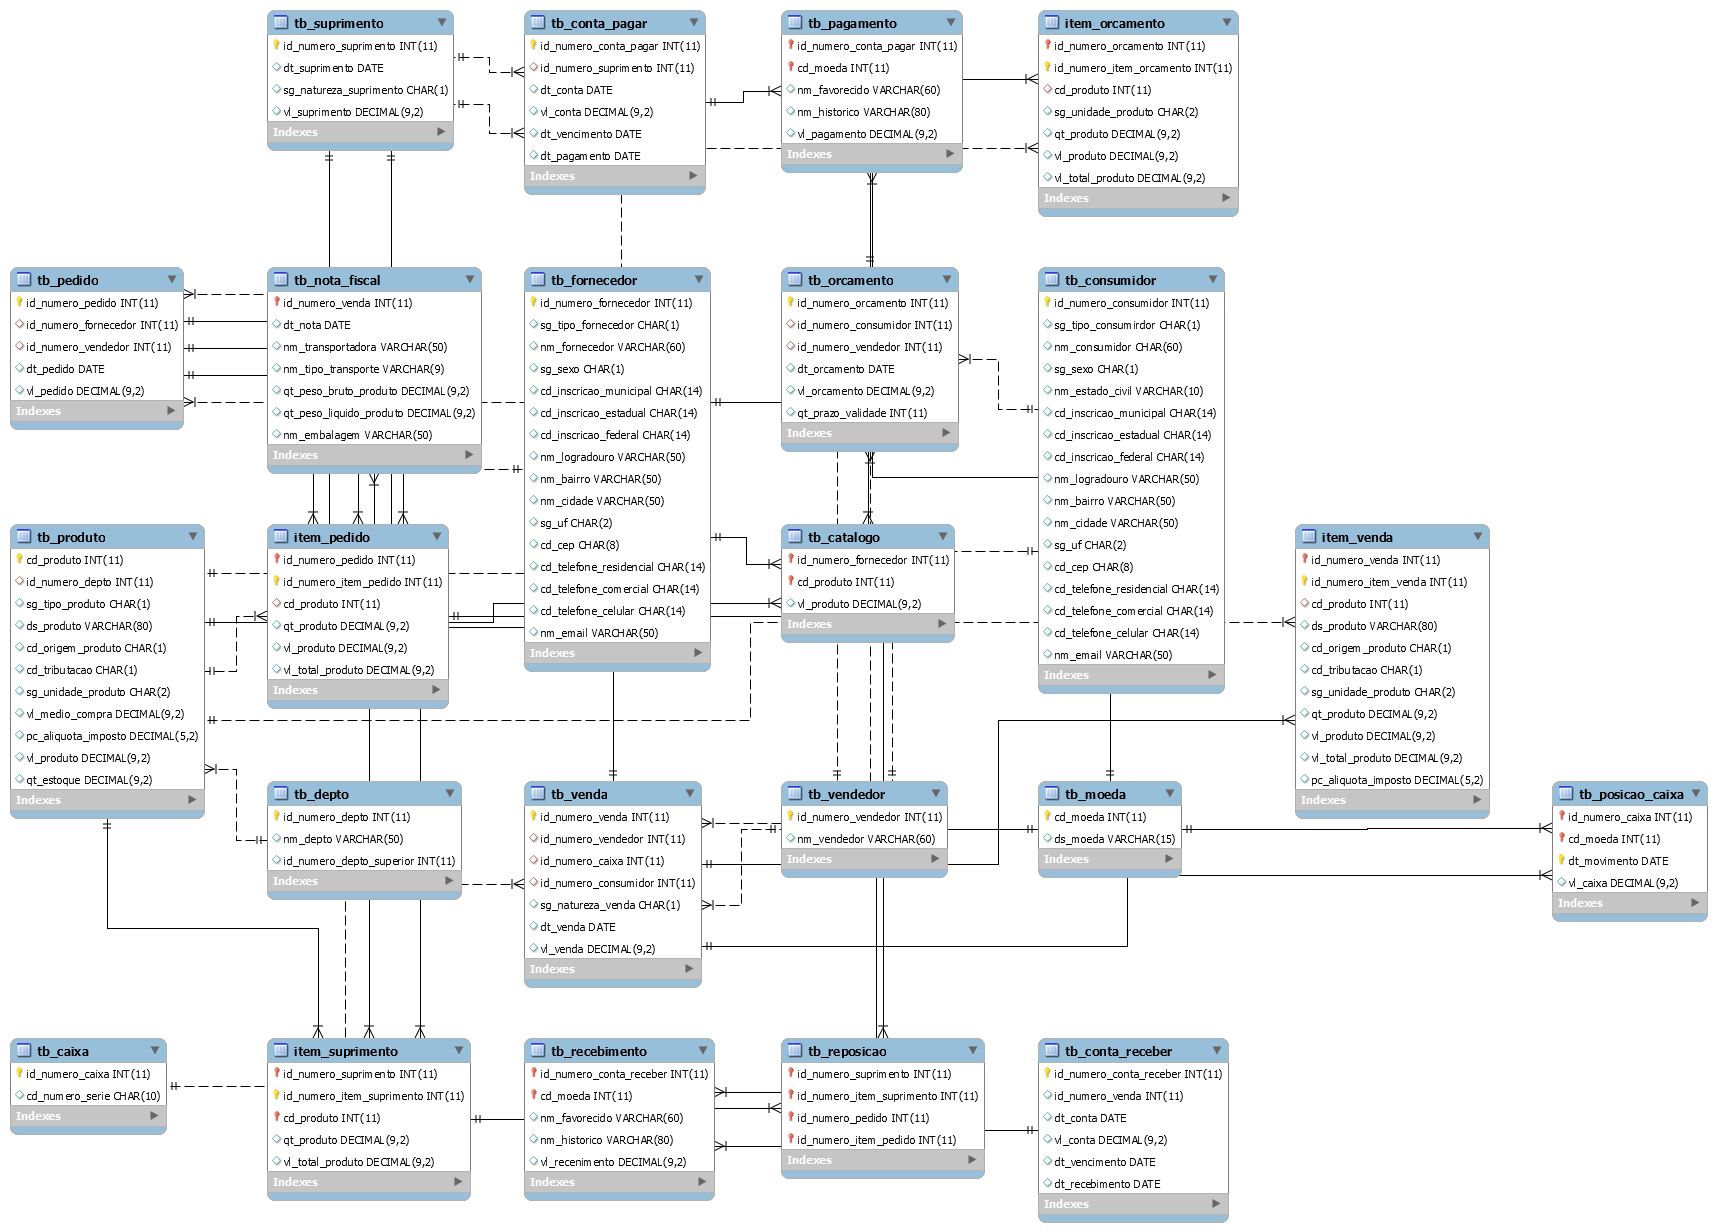 tb_suprimento
id_numero_suprimento INT(11)
dt_suprimento DATE
sg_natureza_suprimento CHAR(1)
vl_suprimento DECIMAL(9,2)
Indexes
tb_conta_pagar
id_numero_conta_pagar INT(11)
id_numero_suprimento INT(11)
dt_conta DATE
vl_conta DECIMAL(9,2)
dt_vencimento DATE
dt_pagamento DATE
Indexes
tb_pagamento
id_numero_conta_pagar INT(11)
cd_moeda INT(11)
nm_favorecido VARCHAR(60)
nm_historico VARCHAR(80)
vl_pagamento DECIMAL(9,2)
Indexes
item_orcamento
id_numero_orcamento INT(11)
id_numero_item_orcamento INT(11)
cd_produto INT(11)
sg_unidade_produto CHAR(2)
qt_produto DECIMAL(9,2)
vl_produto DECIMAL(9,2)
vl_total_produto DECIMAL(9,2)
Indexes
tb_pedido
id_numero_pedido INT(11)
id_numero_fornecedor INT(11)
id_numero_vendedor INT(11)
dt_pedido DATE
vl_pedido DECIMAL(9,2)
Indexes
tb_nota_fiscal
id_numero_venda INT(11)
dt_nota DATE
nm_transportadora VARCHAR(50)
nm_tipo_transporte VARCHAR(9)
qt_peso_bruto_produto DECIMAL(9,2)
qt_peso_liquido_produto DECIMAL(9,2)
nm_embalagem VARCHAR(50)
Indexes
tb_fornecedor
id_numero_fornecedor INT(11)
sg_tipo_fornecedor CHAR(1)
nm_fornecedor VARCHAR(60)
sg_sexo CHAR(1)
cd_inscricao_municipal CHAR(14)
cd_inscricao_estadual CHAR(14)
cd_inscricao_federal CHAR(14)
nm_logradouro VARCHAR(50)
nm_bairro VARCHAR(50)
nm_cidade VARCHAR(50)
sg_uf CHAR(2)
cd_cep CHAR(8)
cd_telefone_residencial CHAR(14)
cd_telefone_comercial CHAR(14)
cd_telefone_celular CHAR(14)
nm_email VARCHAR(50)
Indexes
tb_orcamento
id_numero_orcamento INT(11)
id_numero_consumidor INT(11)
id_numero_vendedor INT(11)
dt_orcamento DATE
vl_orcamento DECIMAL(9,2)
qt_prazo_validade INT(11)
Indexes
tb_consumidor
id_numero_consumidor INT(11)
sg_tipo_consumirdor CHAR(1)
nm_consumidor CHAR(60)
sg_sexo CHAR(1)
nm_estado_civil VARCHAR(10)
cd_inscricao_municipal CHAR(14)
cd_inscricao_estadual CHAR(14)
cd_inscricao_federal CHAR(14)
nm_logradouro VARCHAR(50)
nm_bairro VARCHAR(50)
nm_cidade VARCHAR(50)
sg_uf CHAR(2)
cd_cep CHAR(8)
cd_telefone_residencial CHAR(14)
cd_telefone_comercial CHAR(14)
cd_telefone_celular CHAR(14)
nm_email VARCHAR(50)
Indexes
tb_produto
cd_produto INT(11)
id_numero_depto INT(11)
sg_tipo_produto CHAR(1)
ds_produto VARCHAR(80)
cd_origem_produto CHAR(1)
cd_tributacao CHAR(1)
sg_unidade_produto CHAR(2)
vl_medio_compra DECIMAL(9,2)
pc_aliquota_imposto DECIMAL(5,2)
vl_produto DECIMAL(9,2)
qt_estoque DECIMAL(9,2)
Indexes
item_pedido
id_numero_pedido INT(11)
id_numero_item_pedido INT(11)
cd_produto INT(11)
qt_produto DECIMAL(9,2)
vl_produto DECIMAL(9,2)
vl_total_produto DECIMAL(9,2)
Indexes
tb_catalogo
id_numero_fornecedor INT(11)
cd_produto INT(11)
vl_produto DECIMAL(9,2)
Indexes
item_venda
id_numero_venda INT(11)
id_numero_item_venda INT(11)
cd_produto INT(11)
ds_produto VARCHAR(80)
cd_origem_produto CHAR(1)
cd_tributacao CHAR(1)
sg_unidade_produto CHAR(2)
qt_produto DECIMAL(9,2)
vl_produto DECIMAL(9,2)
vl_total_produto DECIMAL(9,2)
pc_aliquota_imposto DECIMAL(5,2)
Indexes
tb_depto
id_numero_depto INT(11)
nm_depto VARCHAR(50)
id_numero_depto_superior INT(11)
Indexes
tb_venda
id_numero_venda INT(11)
id_numero_vendedor INT(11)
id_numero_caixa INT(11)
id_numero_consumidor INT(11)
sg_natureza_venda CHAR(1)
dt_venda DATE
vl_venda DECIMAL(9,2)
Indexes
tb_vendedor
id_numero_vendedor INT(11)
nm_vendedor VARCHAR(60)
Indexes
tb_moeda
cd_moeda INT(11)
ds_moeda VARCHAR(15)
Indexes
tb_posicao_caixa
id_numero_caixa INT(11)
cd_moeda INT(11)
dt_movimento DATE
vl_caixa DECIMAL(9,2)
Indexes
tb_caixa
id_numero_caixa INT(11)
cd_numero_serie CHAR(10)
Indexes
item_suprimento
id_numero_suprimento INT(11)
id_numero_item_suprimento INT(11)
cd_produto INT(11)
qt_produto DECIMAL(9,2)
vl_total_produto DECIMAL(9,2)
Indexes
tb_recebimento
id_numero_conta_receber INT(11)
cd_moeda INT(11)
nm_favorecido VARCHAR(60)
nm_historico VARCHAR(80)
vl_recenimento DECIMAL(9,2)
Indexes
tb_reposicao
id_numero_suprimento INT(11)
id_numero_item_suprimento INT(11)
id_numero_pedido INT(11)
id_numero_item_pedido INT(11)
Indexes
tb_conta_receber
id_numero_conta_receber INT(11)
id_numero_venda INT(11)
dt_conta DATE
vl_conta DECIMAL(9,2)
dt_vencimento DATE
dt_recebimento DATE
Indexes